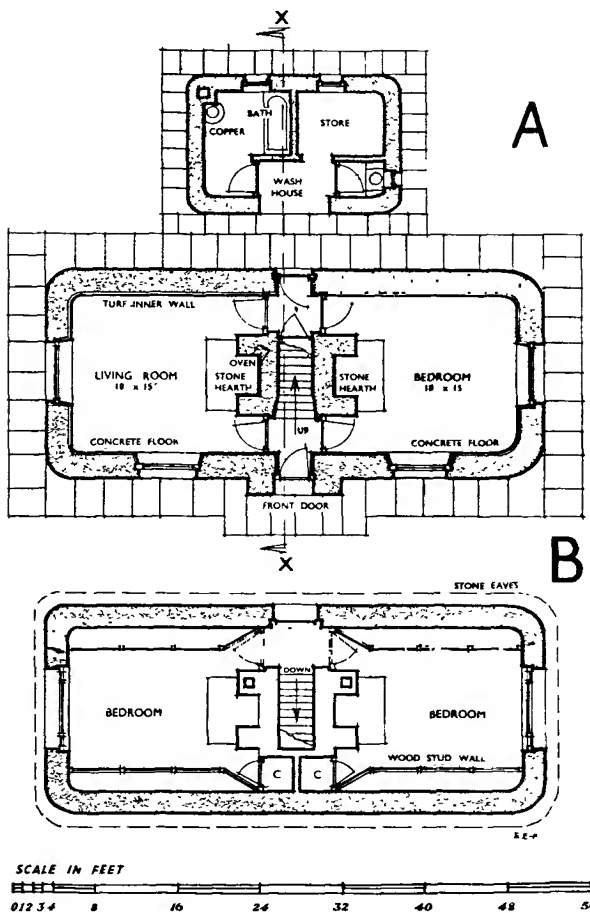 X
A
BATH
COPPER
STORE
WASH
HOUSE
TURF INNER WALL
OVEN
LIVING ROOM
18 x 15'
STONE
HEARTH
STONE
HEARTH
BEDROOM
18 x 15
UP
CONCRETE FLOOR
CONCRETE FLOOR
FRONT DOOR
X
B
STONE EAVES
DOWN
BEDROOM
BEDROOM
WOOD STUD WALL
C
C
SCALE IN FEET
0 1 2 3 4 8 16 24 32 40 48